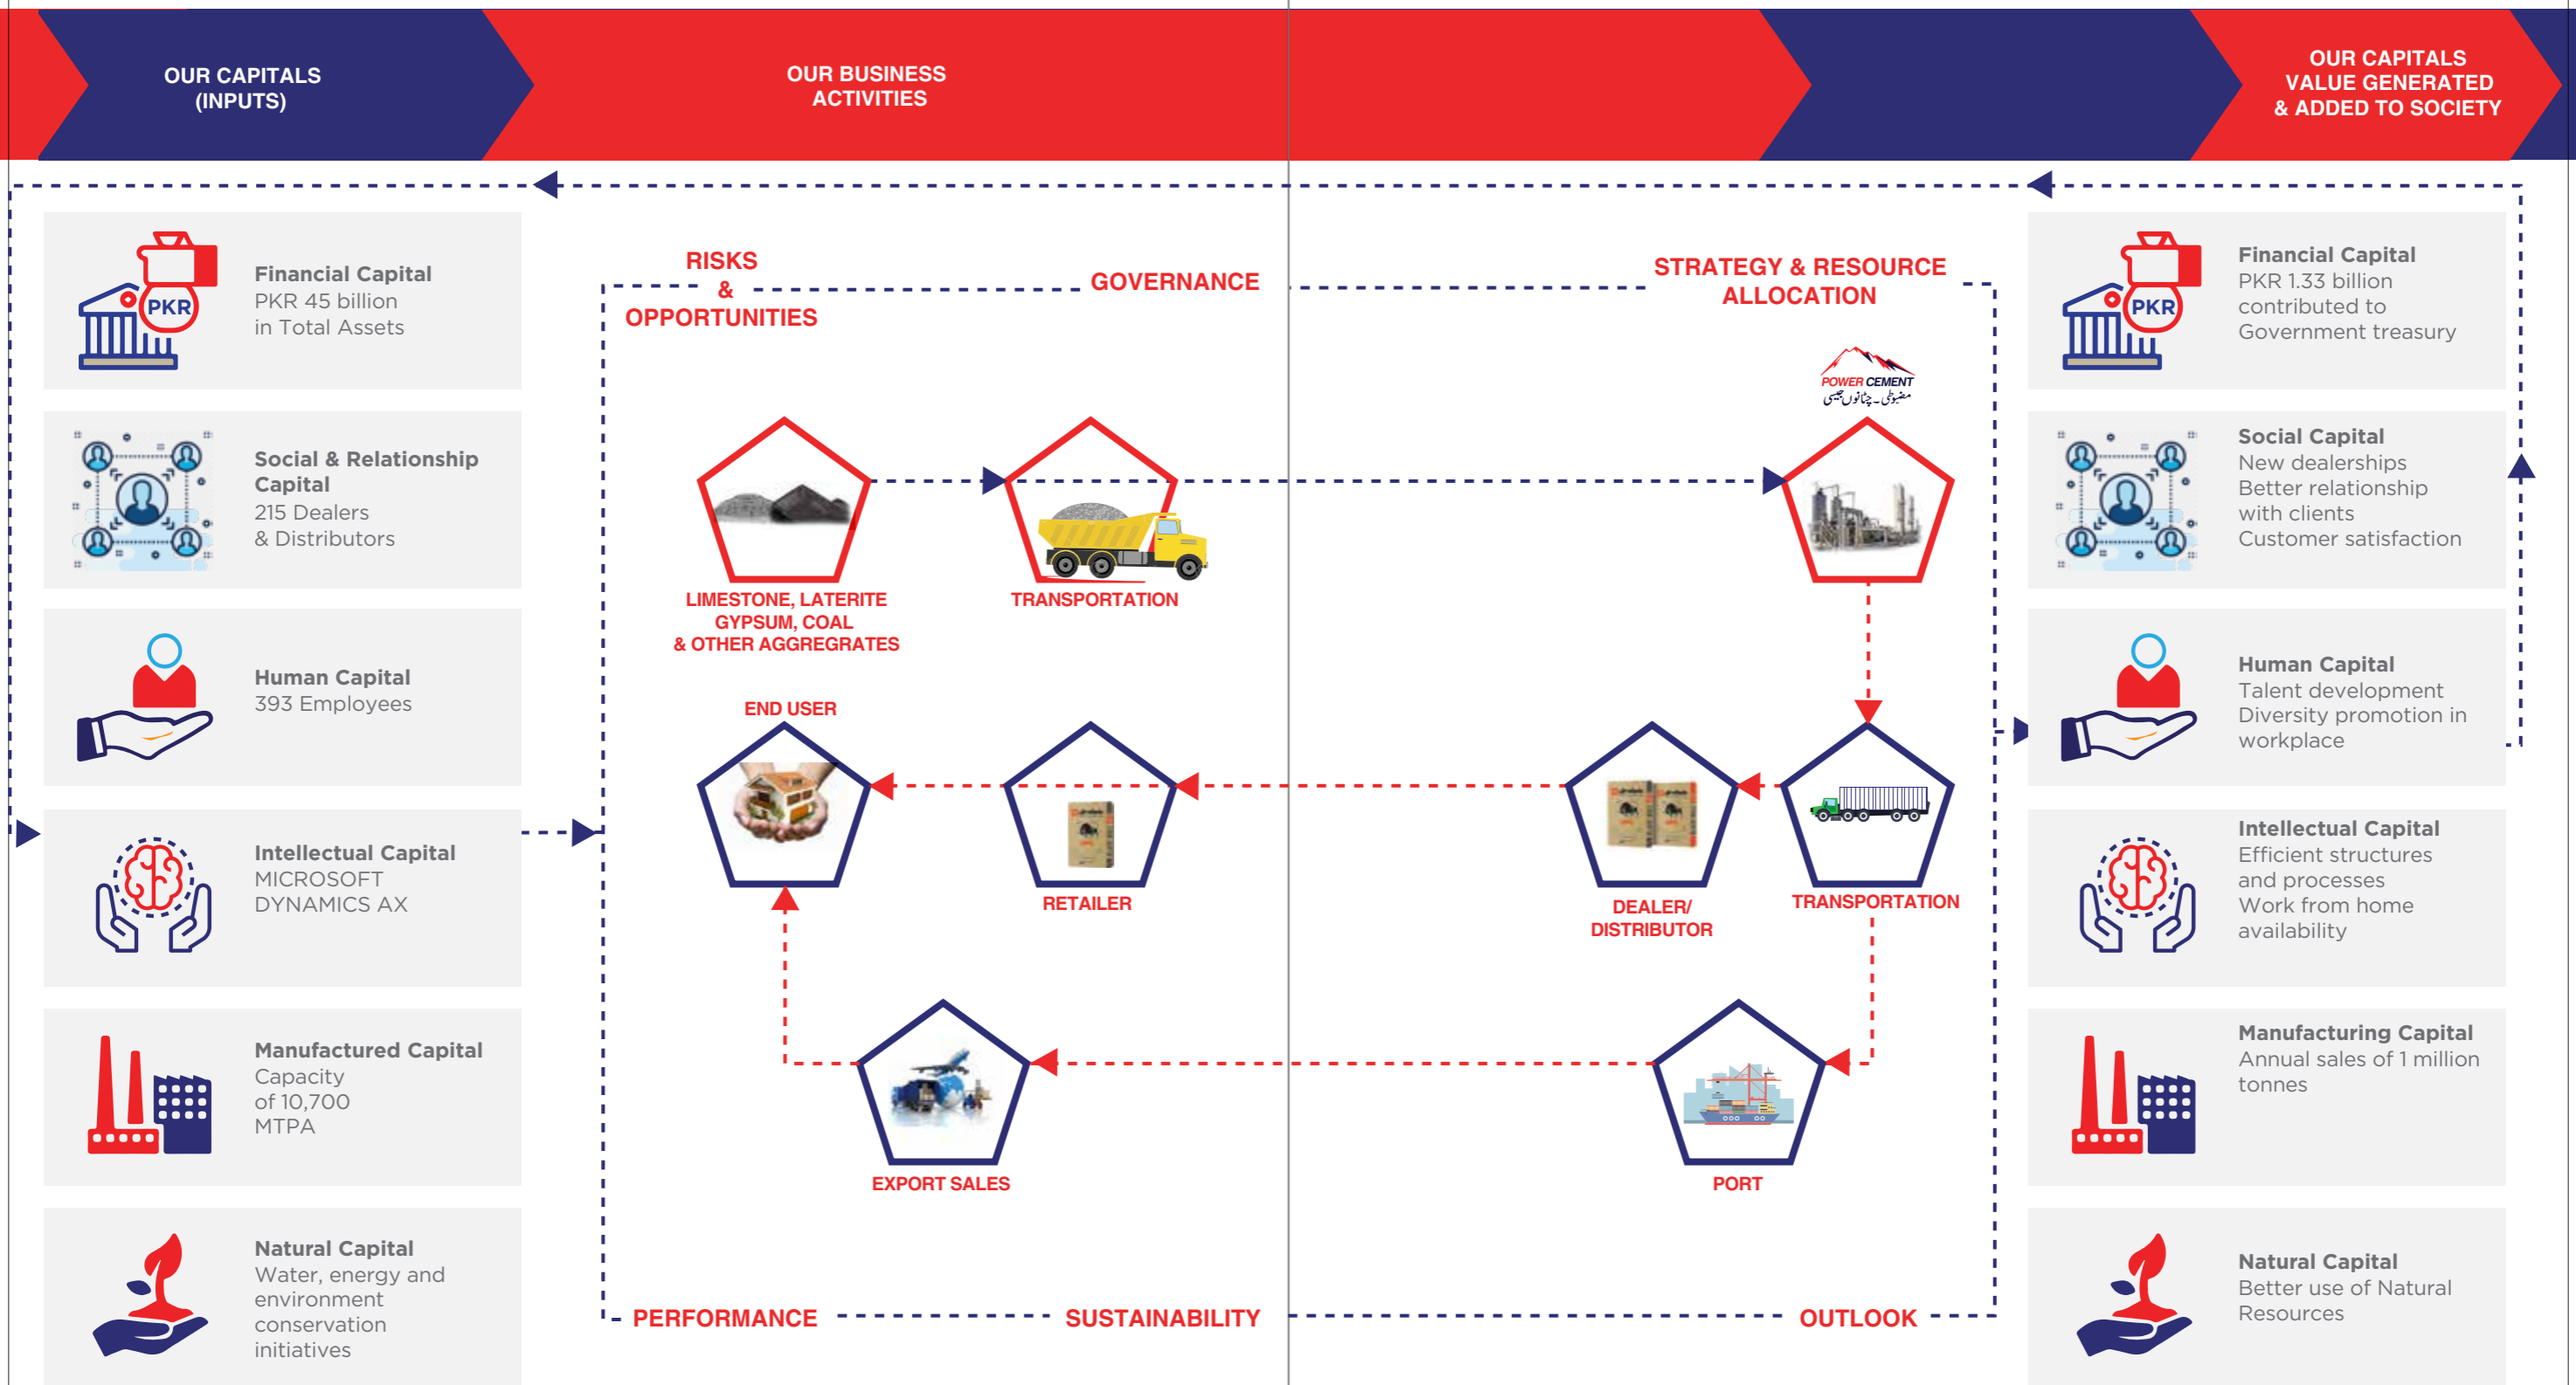 OUR CAPITALS
(INPUTS)
OUR BUSINESS
ACTIVITIES
OUR CAPITALS
VALUE GENERATED
& ADDED TO SOCIETY
PKR
Financial Capital
PKR 45 billion
in Total Assets
Social & Relationship
Capital
215 Dealers
& Distributors
Human Capital
393 Employees
Intellectual Capital
MICROSOFT
DYNAMICS AX
Manufactured Capital
Capacity
of 10,700
MTPA
Natural Capital
Water, energy and
environment
conservation
initiatives
RISKS
&
OPPORTUNITIES
GOVERNANCE
STRATEGY & RESOURCE
ALLOCATION
POWER CEMENT
مضبوطی۔چٹانوں جیسی
LIMESTONE, LATERITE
GYPSUM, COAL
& OTHER AGGREGRATES
TRANSPORTATION
END USER
RETAILER
DEALER/
DISTRIBUTOR
TRANSPORTATION
EXPORT SALES
PORT
PERFORMANCE
SUSTAINABILITY
OUTLOOK
PKR
Financial Capital
PKR 1.33 billion
contributed to
Government treasury
Social Capital
New dealerships
Better relationship
with clients
Customer satisfaction
Human Capital
Talent development
Diversity promotion in
workplace
Intellectual Capital
Efficient structures
and processes
Work from home
availability
Manufacturing Capital
Annual sales of 1 million
tonnes
Natural Capital
Better use of Natural
Resources